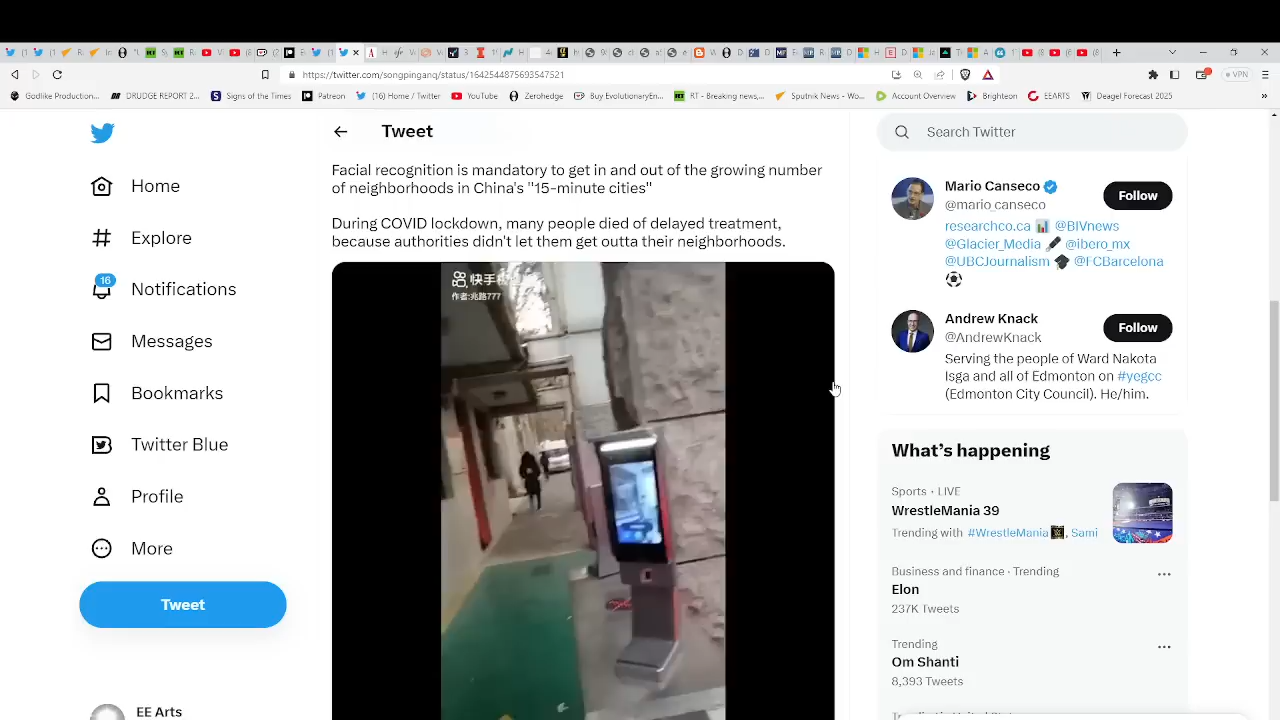 https://twitter.com/songpinganq/status/1642544875693547521
VPN
Godlike Production...
DRUDGE REPORT 2...
Signs of the Times
Patreon
(16) Home / Twitter
YouTube
Zerohedge
Buy EvolutionaryEn...
RT - Breaking news,...
Sputnik News - Wo...
Account Overview
Brighteon
EEARTS
Deagel Forecast 2025
Tweet
Search Twitter
Home
Explore
16
Notifications
Messages
Bookmarks
Twitter Blue
Profile
More
Tweet
EE Arts
Facial recognition is mandatory to get in and out of the growing number
of neighborhoods in China's "15-minute cities"
During COVID lockdown, many people died of delayed treatment,
because authorities didn't let them get outta their neighborhoods.
快手
作者:兆路777
Mario Canseco
@mario_canseco
Follow
researchco.ca 📊 @BIVnews
@Glacier_Media 🎤 @ibero_mx
@UBCJournalism 🎓 @FCBarcelona
⚽
Andrew Knack
@AndrewKnack
Follow
Serving the people of Ward Nakota
Isga and all of Edmonton on #yegcc
(Edmonton City Council). He/him.
What's happening
Sports · LIVE
WrestleMania 39
Trending with #WrestleMania, Sami
Business and finance · Trending
Elon
237K Tweets
Trending
Om Shanti
8,393 Tweets